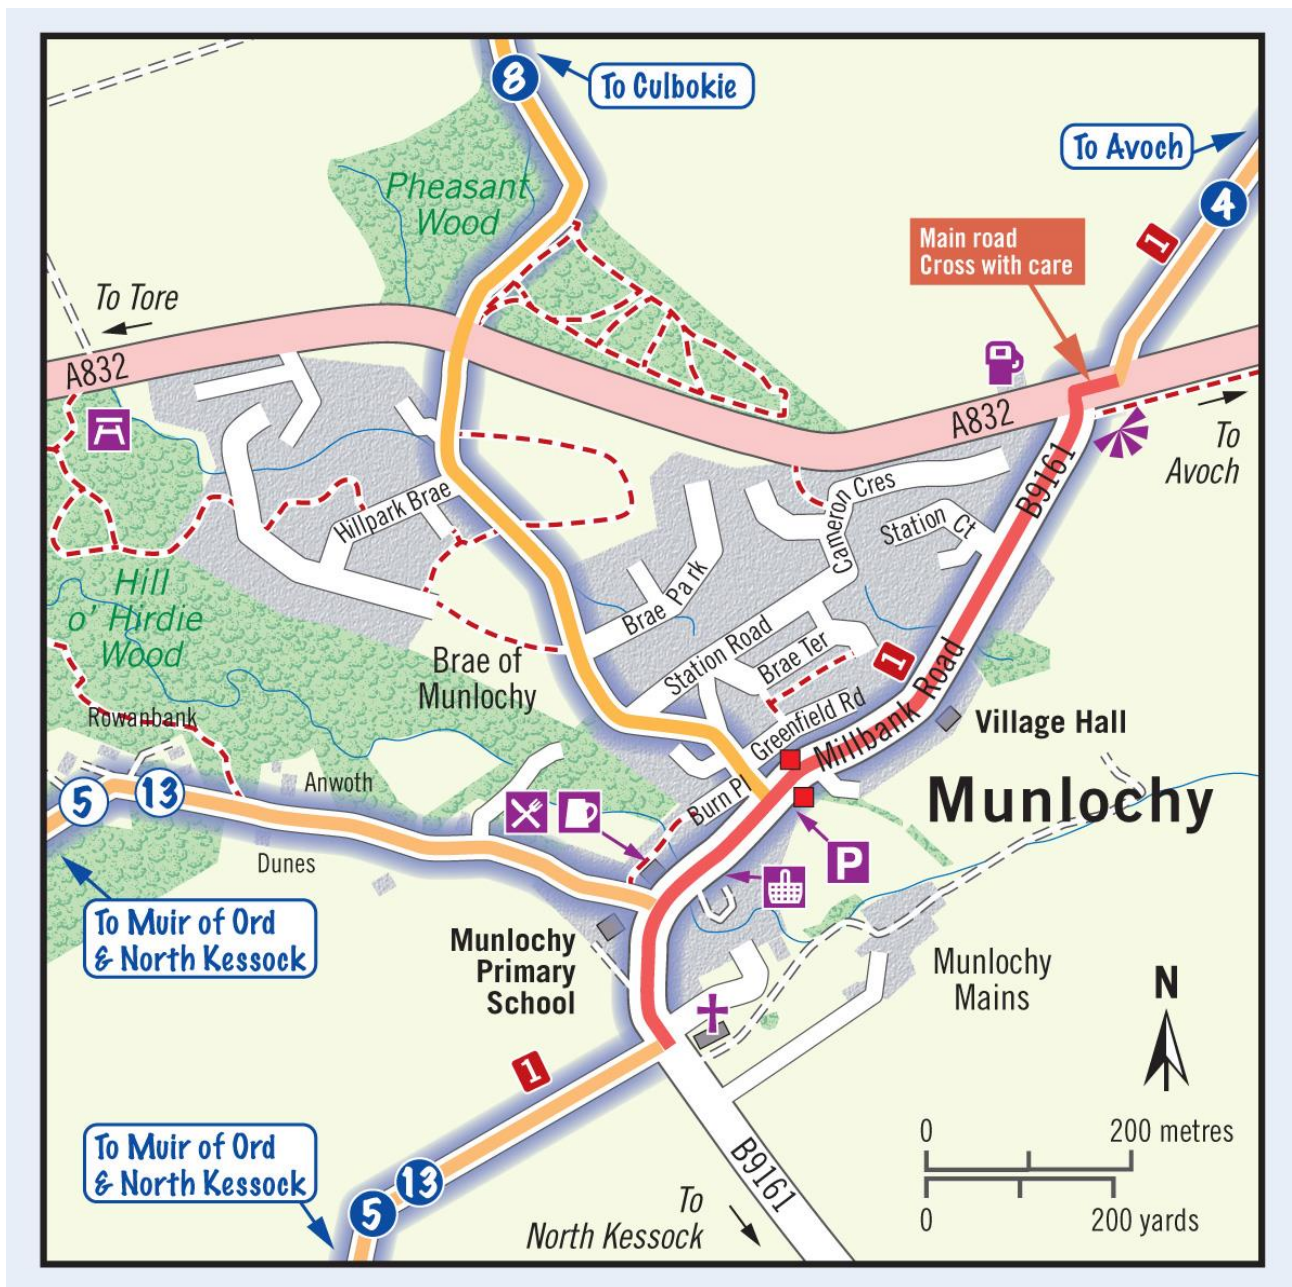 8
To Culbokie
To Avoch
4
Pheasant
Wood
Main road
Cross with care
1
To Tore
A832
A832
To
Avoch
B9161
Cameron Cres
Station Ct
Hillpark Brae
Hill
o' Hirdie
Wood
Brae Park
Station Road
Brae Ter
1
Brae of
Munlochy
Greenfield Rd
Millbank Road
Village Hall
Rowanbank
Anwoth
5
13
Burn Pl
Munlochy
Dunes
P
To Muir of Ord
& North Kessock
Munlochy
Primary
School
Munlochy
Mains
N
1
To Muir of Ord
& North Kessock
13
5
B9161
To
North Kessock
0
200 metres
0
200 yards